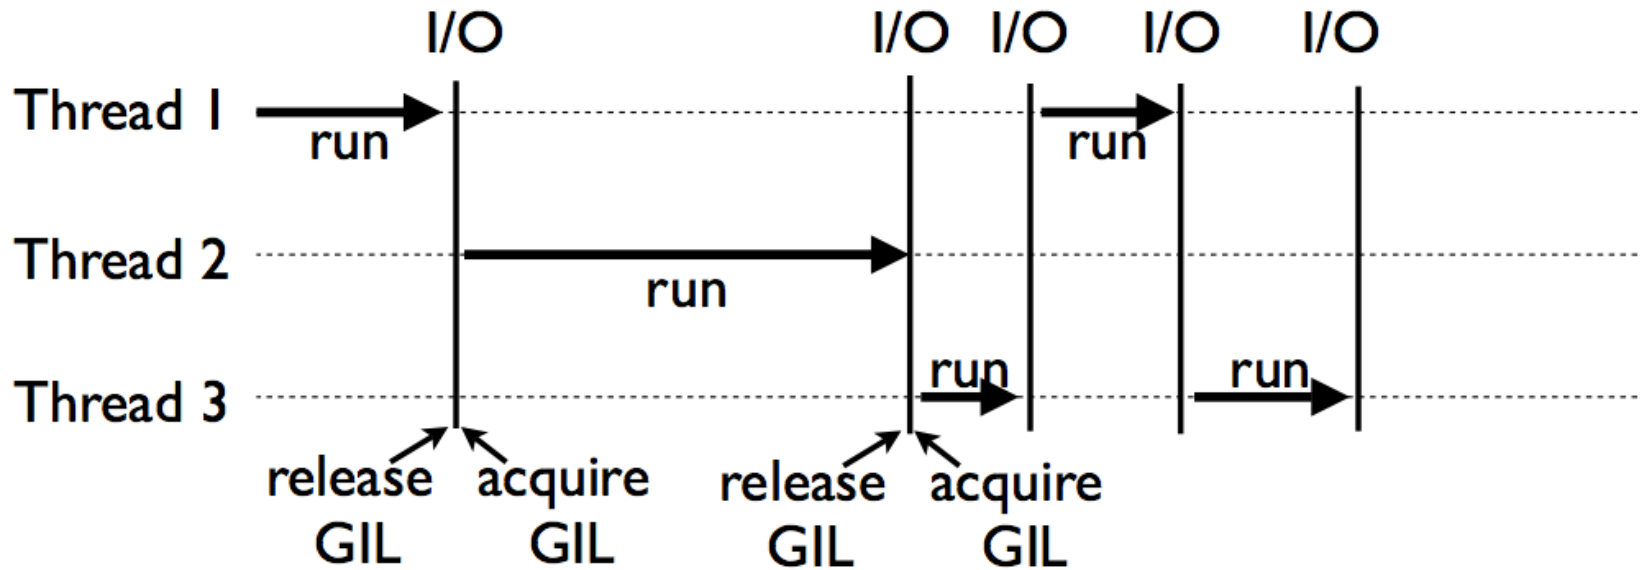 I/O I/O I/O I/O I/O
Thread 1
run run
Thread 2
run
run run
Thread 3
release acquire release acquire
GIL GIL GIL GIL